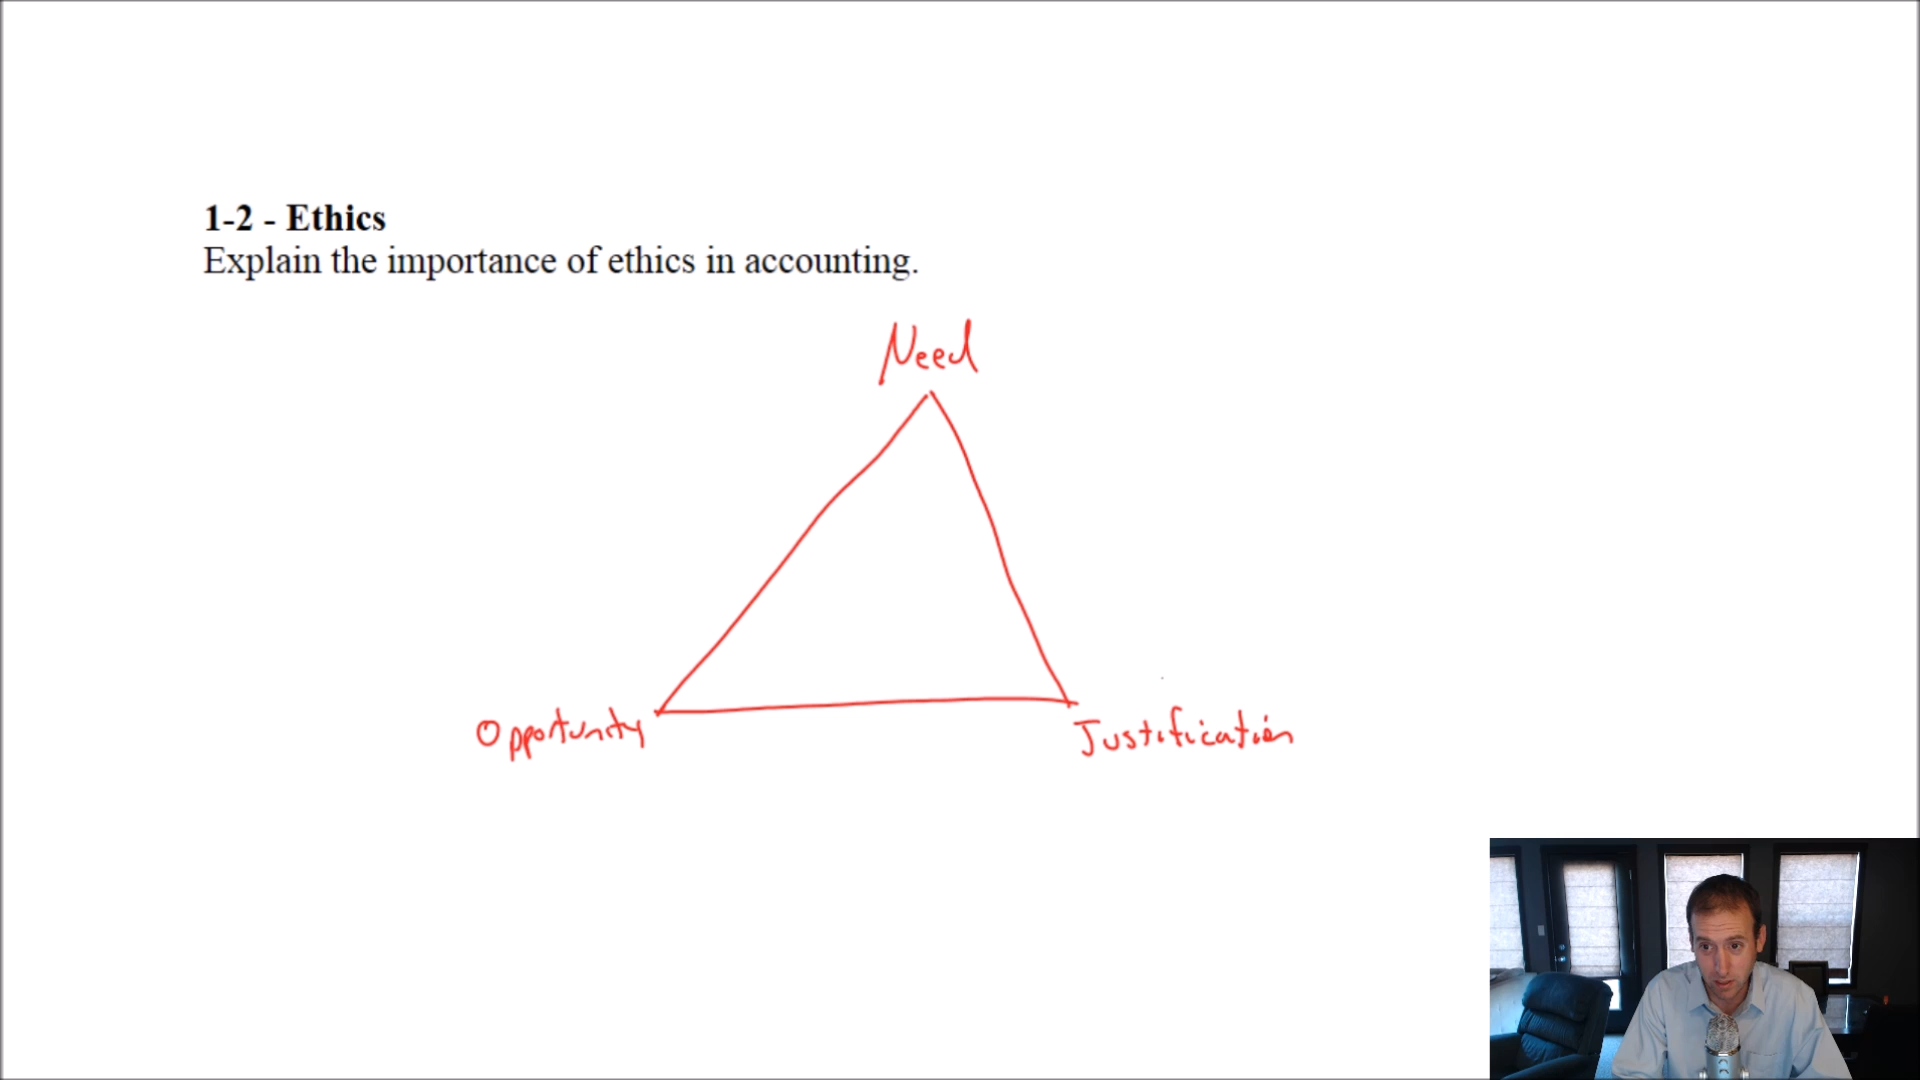 1-2 - Ethics
Explain the importance of ethics in accounting.
Need
Opportunity
Justification